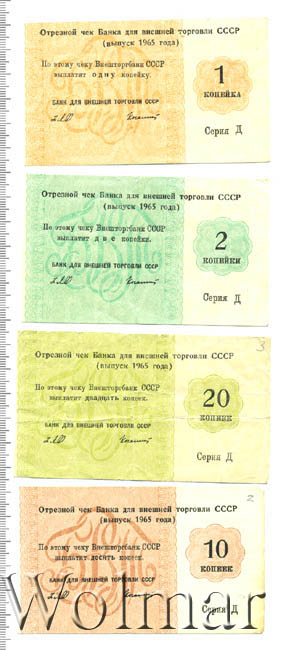 Отрезной чек Банка для внешней торговли СССР
(выпуск 1965 года)
По этому чеку Внешторгбанк СССР
выплатит одну копейку.
БАНК ДЛЯ ВНЕШНЕЙ ТОРГОВЛИ СССР
1
КОПЕЙКА
Серия Д
Отрезной чек Банка для внешней торговли СССР
(выпуск 1965 года)
По этому чеку Внешторгбанк СССР
выплатит две копейки.
БАНК ДЛЯ ВНЕШНЕЙ ТОРГОВЛИ СССР
2
КОПЕЙКИ
Серия Д
3
Отрезной чек Банка для внешней торговли СССР
(выпуск 1965 года)
По этому чеку Внешторгбанк СССР
выплатит двадцать копеек.
БАНК ДЛЯ ВНЕШНЕЙ ТОРГОВЛИ СССР
20
КОПЕЕК
Серия Д
2
Отрезной чек Банка для внешней торговли СССР
(выпуск 1965 года)
По этому чеку Внешторгбанк СССР
выплатит десять копеек.
БАНК ДЛЯ ВНЕШНЕЙ ТОРГОВЛИ СССР
10
КОПЕЕК
Серия Д
Wolmar